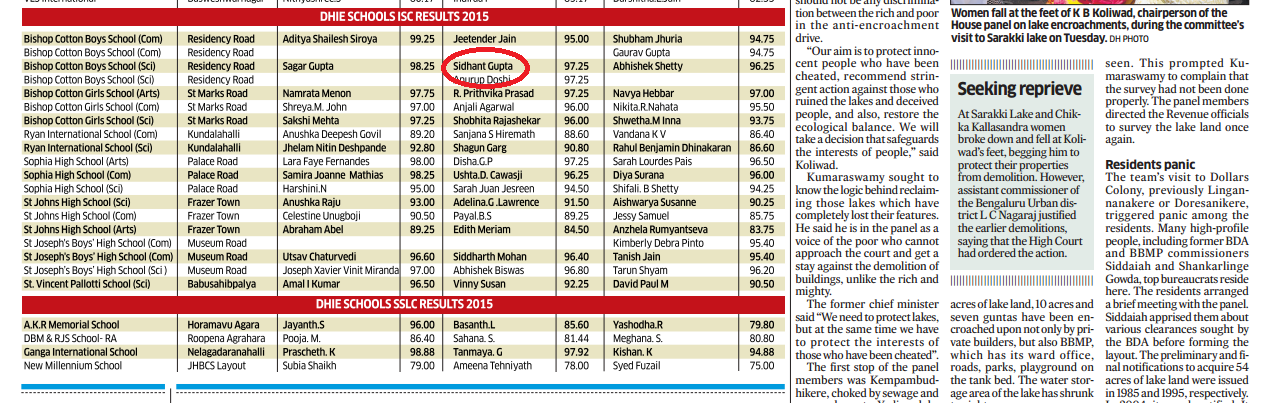 DHIE SCHOOLS ISC RESULTS 2015
Bishop Cotton Boys School (Com) Residency Road Aditya Shailesh Siroya 99.25 Jeetender Jain 95.00 Shubham Jhuria 94.75
Bishop Cotton Boys School (Com) Residency Road Gaurav Gupta 94.75
Bishop Cotton Boys School (Sci) Residency Road Sagar Gupta 98.25 Sidhant Gupta 97.25 Abhishek Shetty 96.25
Bishop Cotton Boys School (Sci) Residency Road Anurup Doshi 97.25
Bishop Cotton Girls School (Arts) St Marks Road Namrata Menon 97.75 R. Prithvika Prasad 97.25 Navya Hebbar 97.00
Bishop Cotton Girls School (Com) St Marks Road Shreya.M. John 97.00 Anjali Agarwal 96.00 Nikita.R.Nahata 95.50
Bishop Cotton Girls School (Sci) St Marks Road Sakshi Mehta 97.25 Shobhita Rajashekar 96.00 Shwetha.M Inna 93.75
Ryan International School (Com) Kundalahalli Anushka Deepesh Govil 89.20 Sanjana S Hiremath 88.60 Vandana K V 86.40
Ryan International School (Sci) Kundalahalli Jhelam Nitin Deshpande 92.80 Shagun Garg 90.80 Rahul Benjamin Dhinakaran 86.60
Sophia High School (Arts) Palace Road Lara Faye Fernandes 98.00 Disha.G.P 97.25 Sarah Lourdes Pais 96.50
Sophia High School (Com) Palace Road Samira Joanne Mathias 98.25 Ushta.D. Cawasji 96.25 Diya Surana 96.00
Sophia High School (Sci) Palace Road Harshini.N 95.00 Sarah Juan Jesreen 94.50 Shifali. B Shetty 94.25
St Johns High School (Sci) Frazer Town Anushka Raju 93.00 Adelina.G .Lawrence 91.50 Aishwarya Susanne 90.25
St Johns High School (Com) Frazer Town Celestine Unugboji 90.50 Payal.B.S 89.25 Jessy Samuel 85.75
St Johns High School (Arts) Frazer Town Abraham Abel 89.25 Edith Meriam 84.50 Anzhela Rumyantseva 83.75
St Joseph's Boys' High School (Com) Museum Road Kimberly Debra Pinto 95.40
St Joseph's Boys' High School (Com) Museum Road Utsav Chaturvedi 96.60 Siddharth Mohan 96.40 Tanish Jain 95.40
St Joseph's Boys' High School (Sci ) Museum Road Joseph Xavier Vinit Miranda 97.00 Abhishek Biswas 96.80 Tarun Shyam 96.20
St. Vincent Pallotti School (Sci) Babusahibpalya Amal I Kumar 96.50 Vinny Susan 92.25 David Paul M 90.50
DHIE SCHOOLS SSLC RESULTS 2015
A.K.R Memorial School Horamavu Agara Jayanth.S 96.00 Basanth.L 85.60 Yashodha.R 79.80
DBM & RJS School- RA Roopena Agrahara Pooja. M 86.40 Sahana. S 81.44 Meghana. S. 80.80
Ganga International School Nelagadaranahalli Prascheth. K 98.88 Tanmaya. G 97.92 Kishan. K 94.88
New Millennium School JHBCS Layout Subia Shaikh 79.00 Ameena Tehniyath 78.00 Syed Fuzail 75.00
tion between the rich and poor
in the anti-encroachment
drive.
"Our aim is to protect inno-
cent people who have been
cheated, recommend strin-
gent action against those who
ruined the lakes and deceived
people, and also, restore the
ecological balance. We will
take a decision that safeguards
the interests of people," said
Koliwad.
Kumaraswamy sought to
know the logic behind reclaim-
ing those lakes which have
completely lost their features.
He said he is in the panel as a
voice of the poor who cannot
approach the court and get a
stay against the demolition of
buildings, unlike the rich and
mighty.
The former chief minister
said "We need to protect lakes,
but at the same time we have
to protect the interests of
those who have been cheated".
The first stop of the panel
members was Kempambud-
hikere, choked by sewage and
Women fall at the feet of K B Koliwad, chairperson of the
House panel on lake encroachments, during the committee's
visit to Sarakki lake on Tuesday. DH PHOTO
Seeking reprieve
At Sarakki Lake and Chik-
ka Kallasandra women
broke down and fell at Koli-
wad's feet, begging him to
protect their properties
from demolition. However,
assistant commissioner of
the Bengaluru Urban dis-
trict L C Nagaraj justified
the earlier demolitions,
saying that the High Court
had ordered the action.
acres of lake land, 10 acres and
seven guntas have been en-
croached upon not only by pri-
vate builders, but also BBMP,
which has its ward office,
roads, parks, playground on
the tank bed. The water stor-
age area of the lake has shrunk
seen. This prompted Ku-
maraswamy to complain that
the survey had not been done
properly. The panel members
directed the Revenue officials
to survey the lake land once
again.
Residents panic
The team's visit to Dollars
Colony, previously Lingan-
nanakere or Doresanikere,
triggered panic among the
residents. Many high-profile
people, including former BDA
and BBMP commissioners
Siddaiah and Shankarlinge
Gowda, top bureaucrats reside
here. The residents arranged
a brief meeting with the panel.
Siddaiah apprised them about
various clearances sought by
the BDA before forming the
layout. The preliminary and fi-
nal notifications to acquire 54
acres of lake land were issued
in 1985 and 1995, respectively.